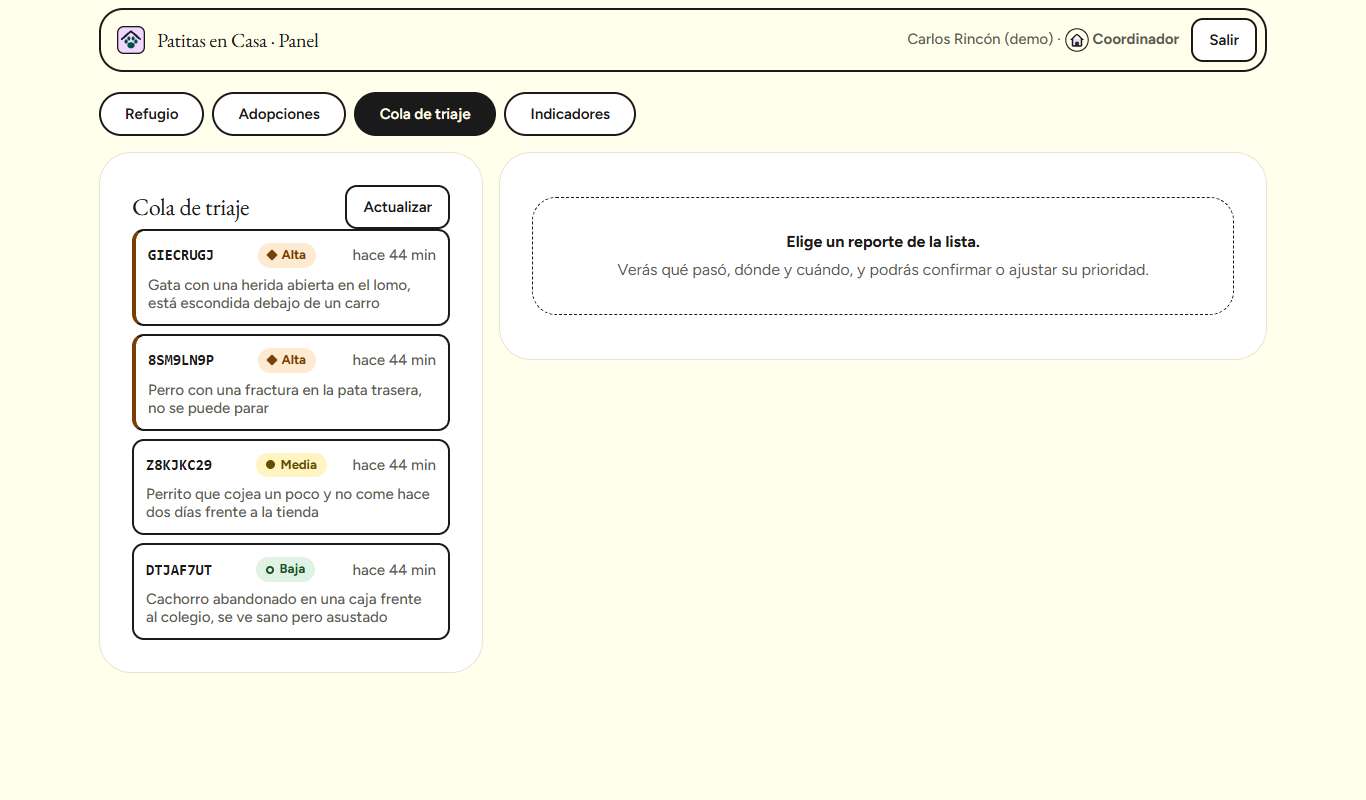 Patitas en Casa · Panel
Carlos Rincón (demo) · Coordinador
Salir
Refugio
Adopciones
Cola de triaje
Indicadores
Cola de triaje
Actualizar
GIECRUGJ
Alta
hace 44 min
Gata con una herida abierta en el lomo,
está escondida debajo de un carro
8SM9LN9P
Alta
hace 44 min
Perro con una fractura en la pata trasera,
no se puede parar
Z8KJKC29
Media
hace 44 min
Perrito que cojea un poco y no come hace
dos días frente a la tienda
DTJAF7UT
Baja
hace 44 min
Cachorro abandonado en una caja frente
al colegio, se ve sano pero asustado
Elige un reporte de la lista.
Verás qué pasó, dónde y cuándo, y podrás confirmar o ajustar su prioridad.